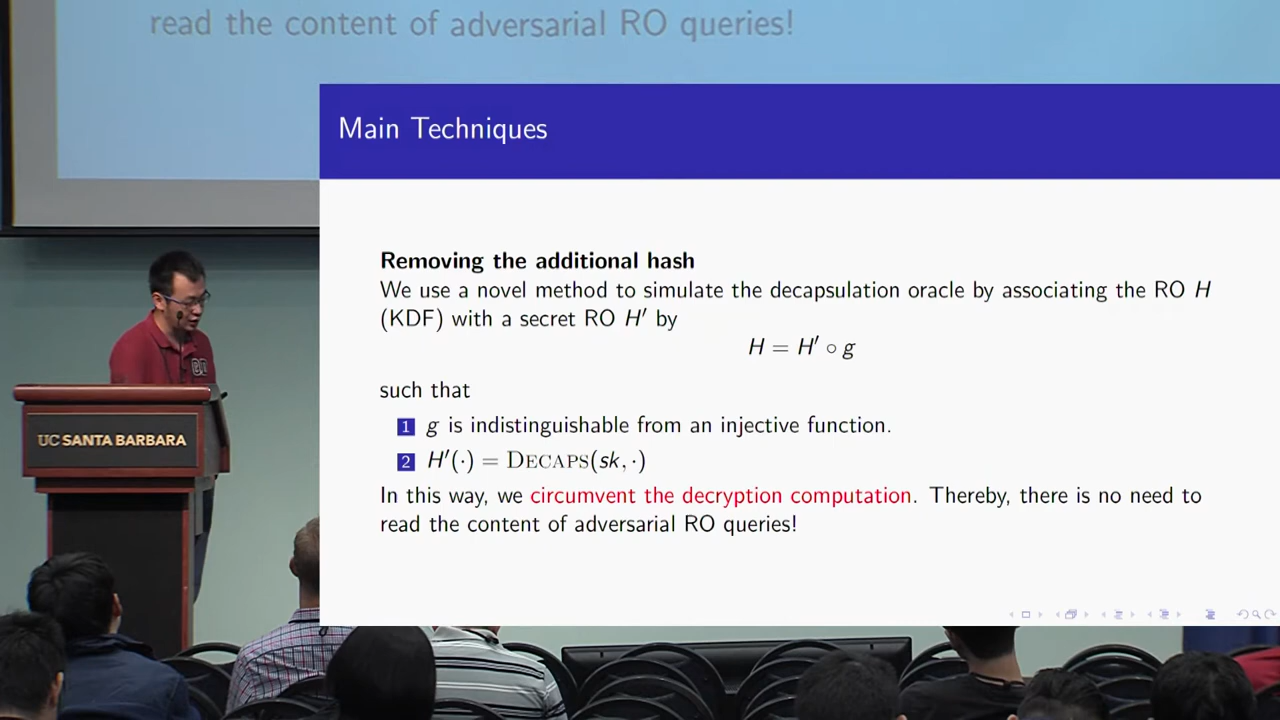 read the content of adversarial RO queries!
Main Techniques
Removing the additional hash
We use a novel method to simulate the decapsulation oracle by associating the RO H
(KDF) with a secret RO H′ by
H = H′ ∘ g
such that
1 g is indistinguishable from an injective function.
2 H′(·) = DECAPS(sk, ·)
In this way, we circumvent the decryption computation. Thereby, there is no need to
read the content of adversarial RO queries!
UC SANTA BARBARA